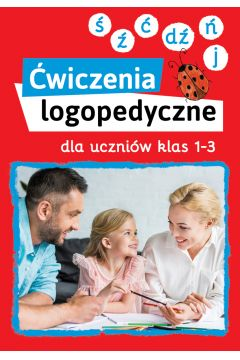 ś ź ć dź ń j
Ćwiczenia
logopedyczne
dla uczniów klas 1-3